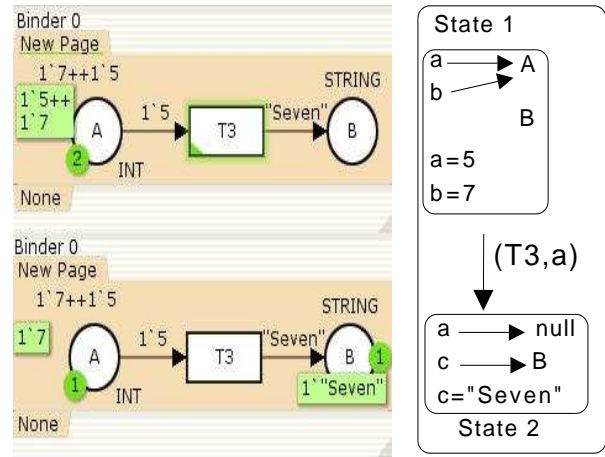 Binder 0
New Page
1`7++1`5
STRING
1`5++
1`7
A
1`5
T3
"Seven"
B
2
INT
None
Binder 0
New Page
1`7++1`5
STRING
1`7
A
1`5
T3
"Seven"
B
1
1
INT
1`"Seven"
None
State 1
a A
b
B
a=5
b=7
(T3,a)
a null
c B
c="Seven"
State 2